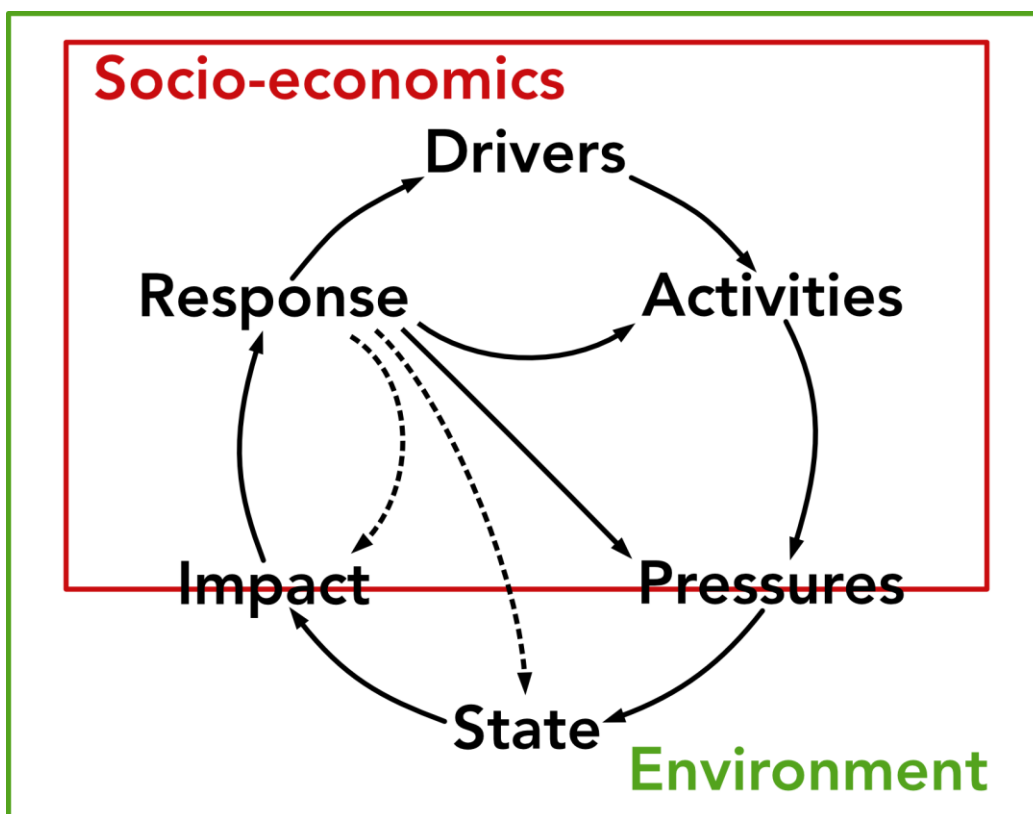 Socio-economics
Drivers
Response
Activities
Impact
Pressures
State
Environment